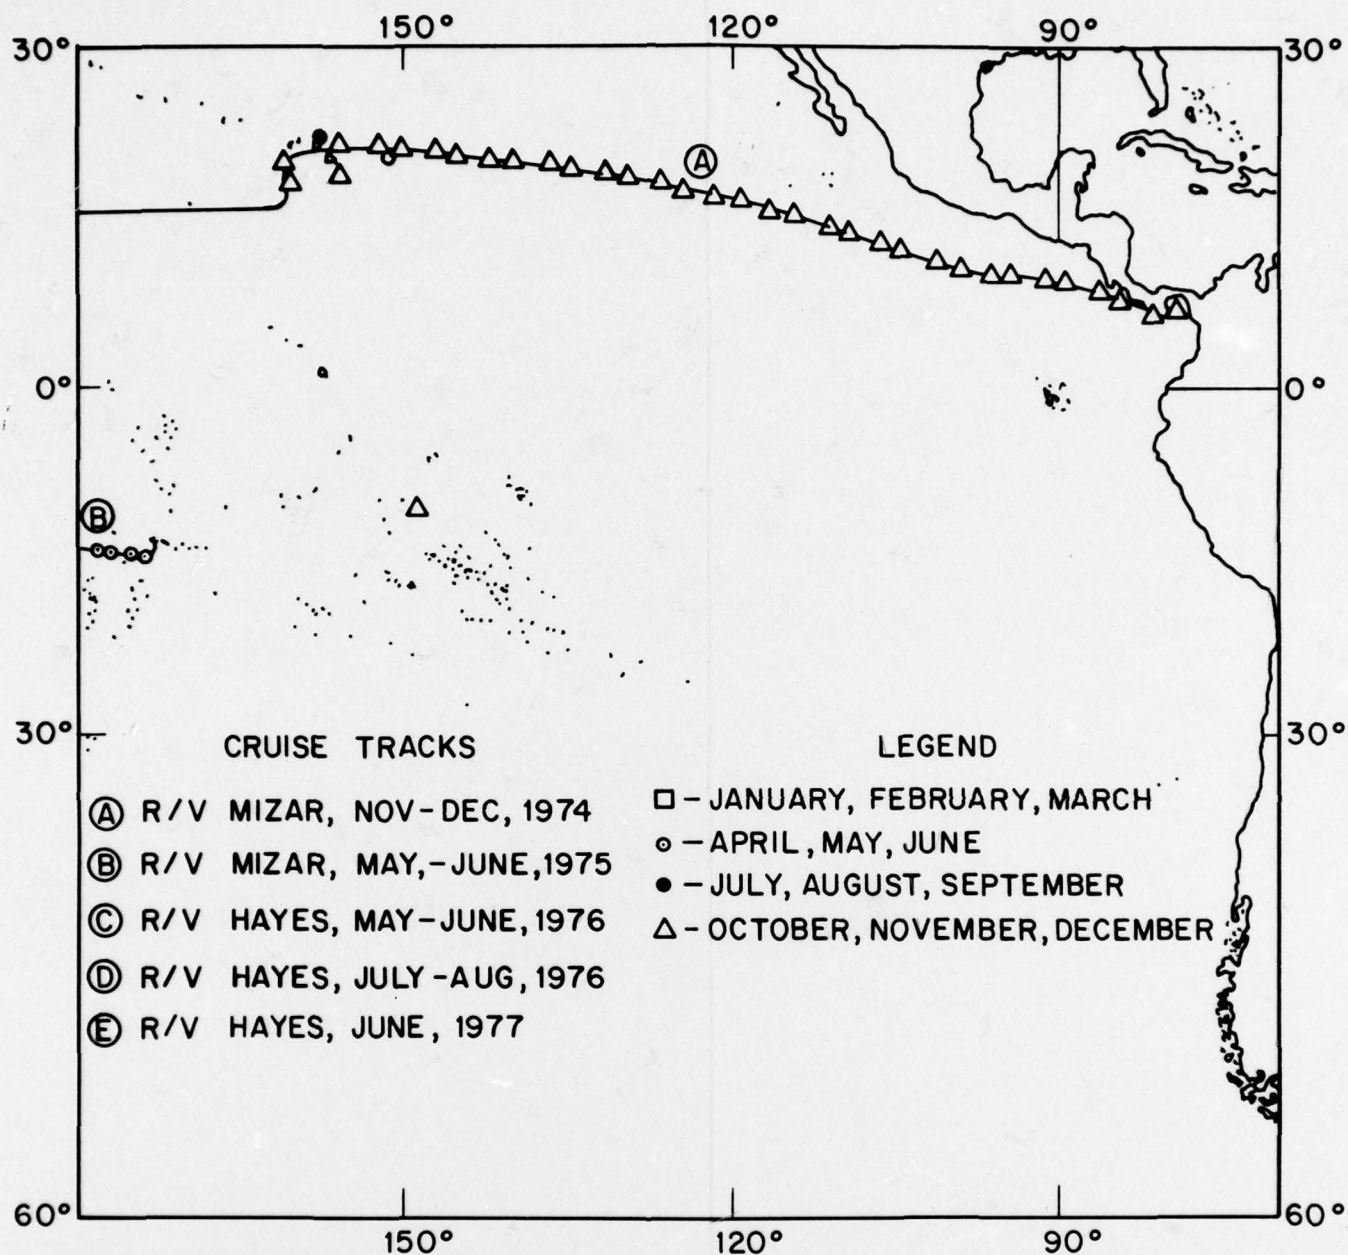 150° 120° 90°
30° 30°
A
0° 0°
B
30° 30°
CRUISE TRACKS
A R/V MIZAR, NOV-DEC, 1974
B R/V MIZAR, MAY,-JUNE,1975
C R/V HAYES, MAY-JUNE, 1976
D R/V HAYES, JULY-AUG, 1976
E R/V HAYES, JUNE, 1977
LEGEND
□ - JANUARY, FEBRUARY, MARCH
⊙ - APRIL, MAY, JUNE
● - JULY, AUGUST, SEPTEMBER
△ - OCTOBER, NOVEMBER, DECEMBER
60° 60°
150° 120° 90°